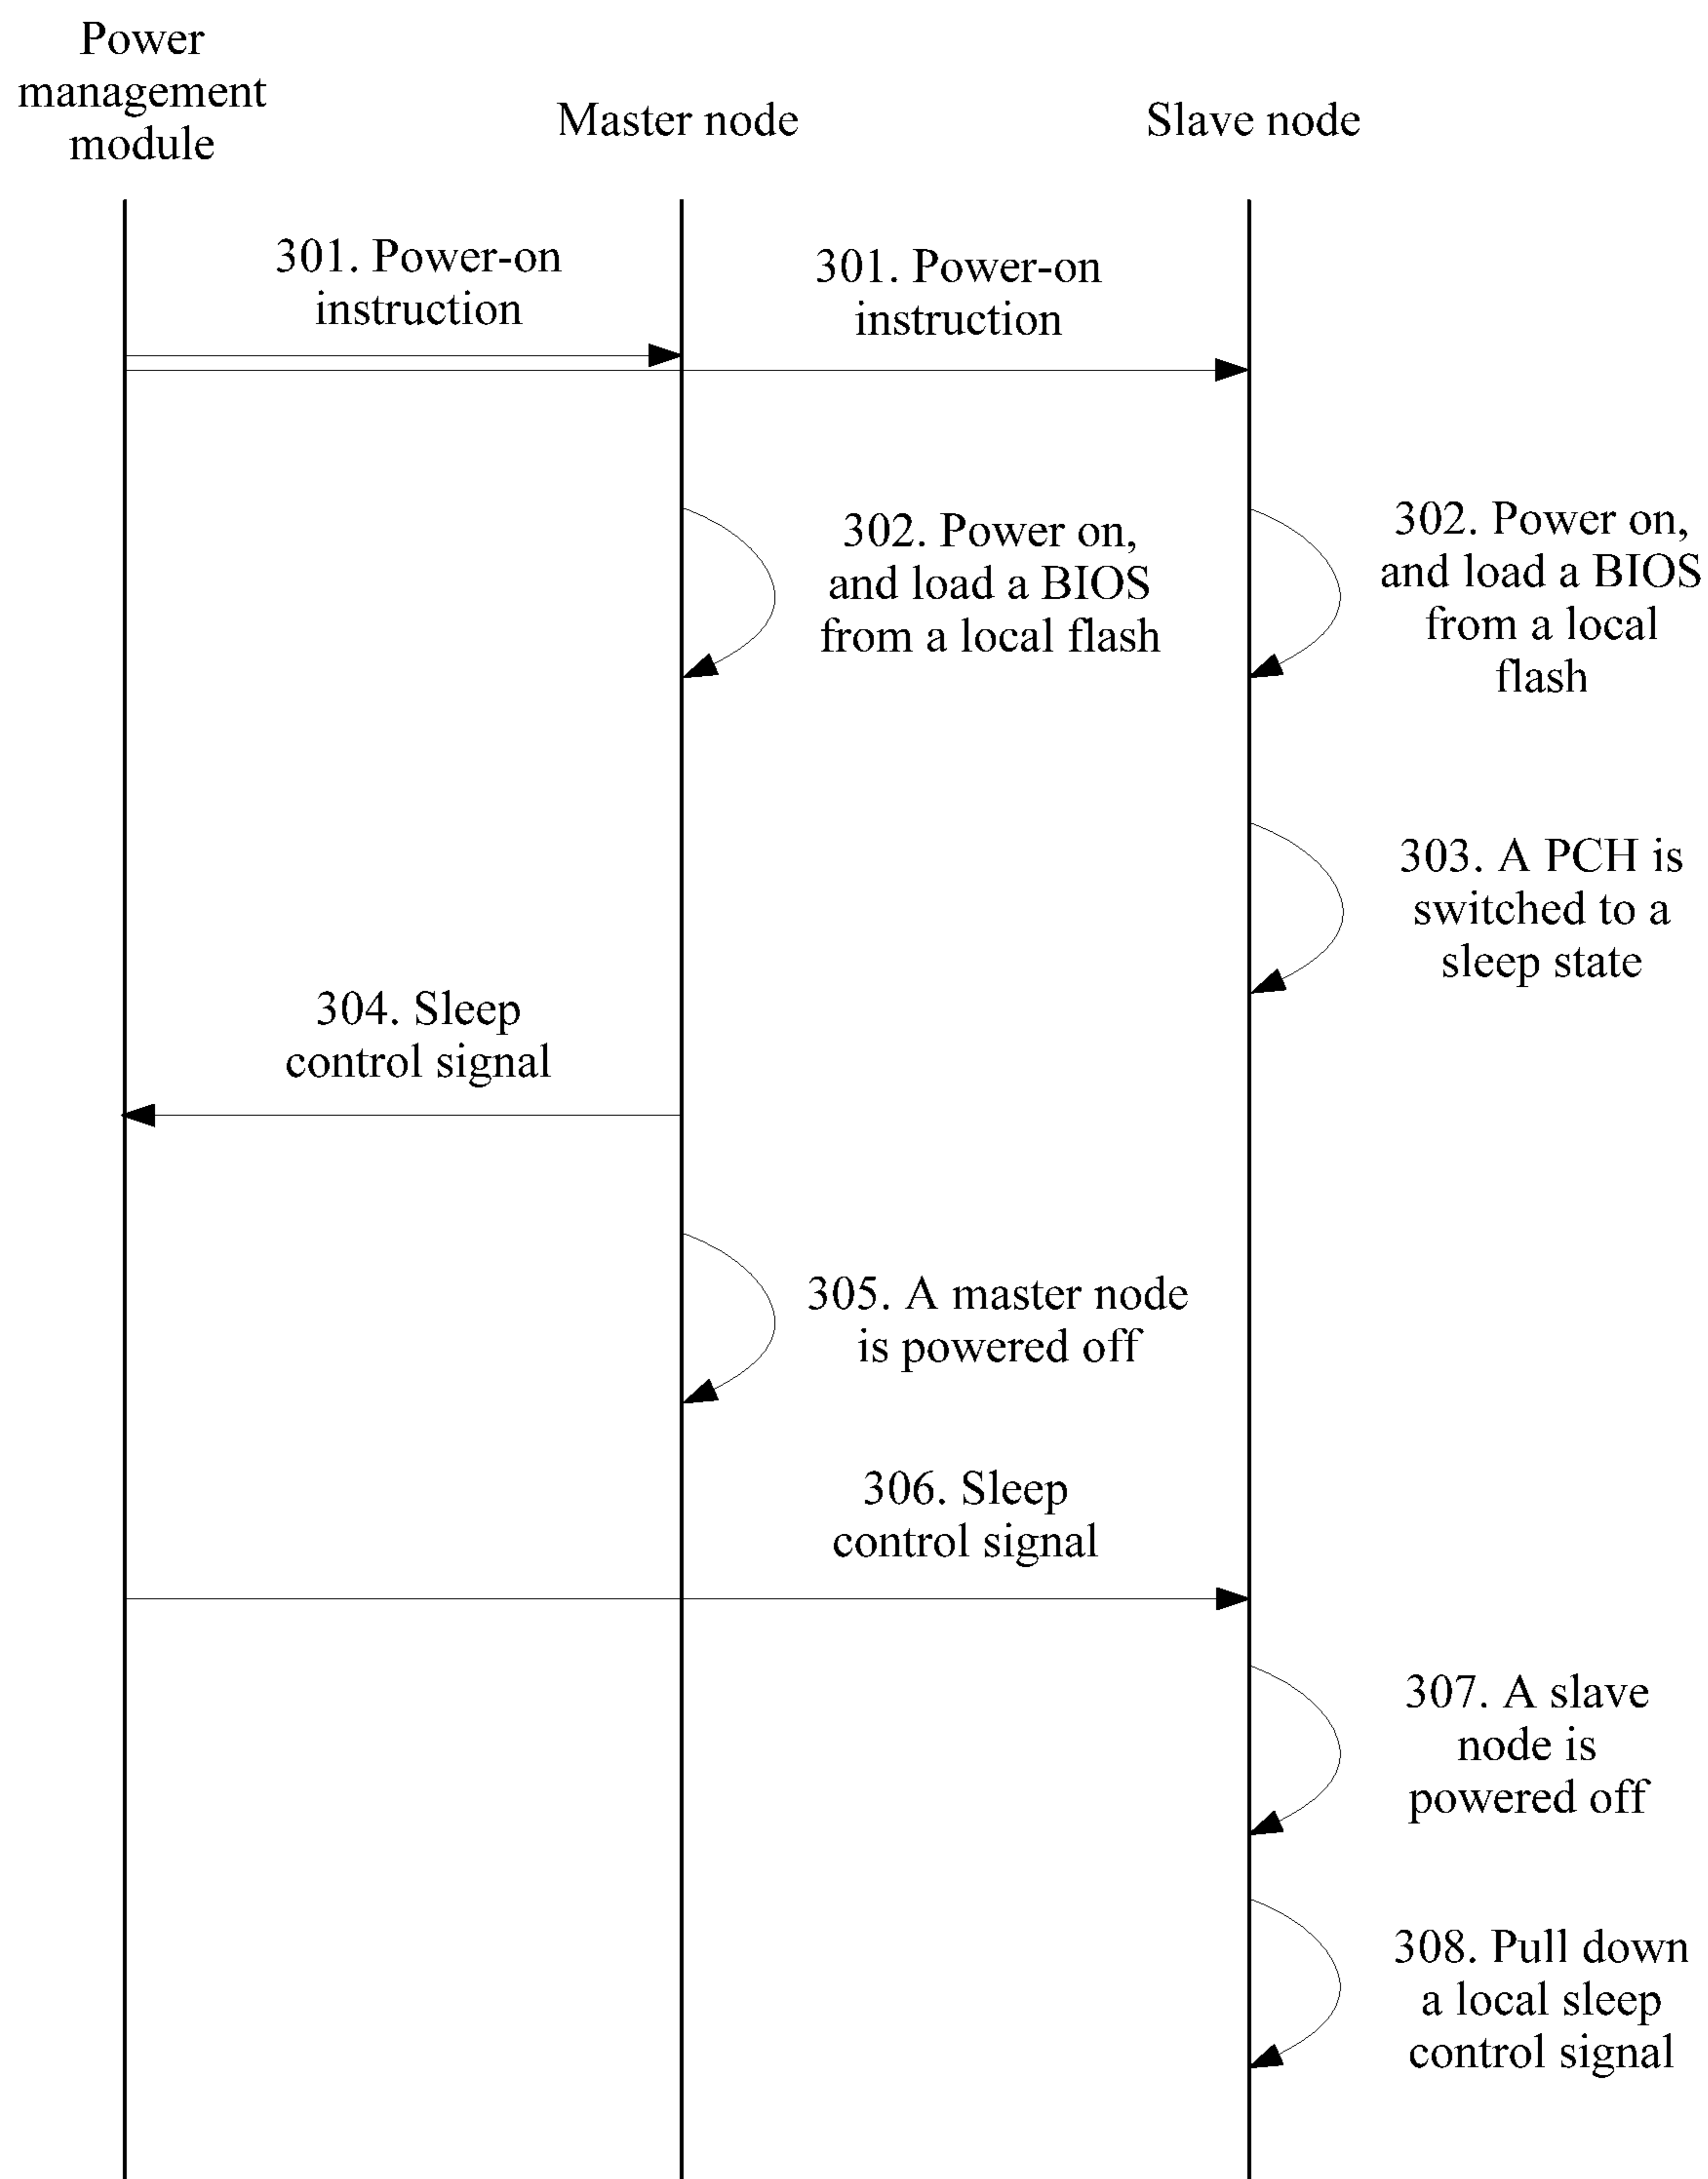 Power
management
module
Master node
Slave node
301. Power-on
instruction
301. Power-on
instruction
302. Power on,
and load a BIOS
from a local flash
302. Power on,
and load a BIOS
from a local
flash
303. A PCH is
switched to a
sleep state
304. Sleep
control signal
305. A master node
is powered off
306. Sleep
control signal
307. A slave
node is
powered off
308. Pull down
a local sleep
control signal